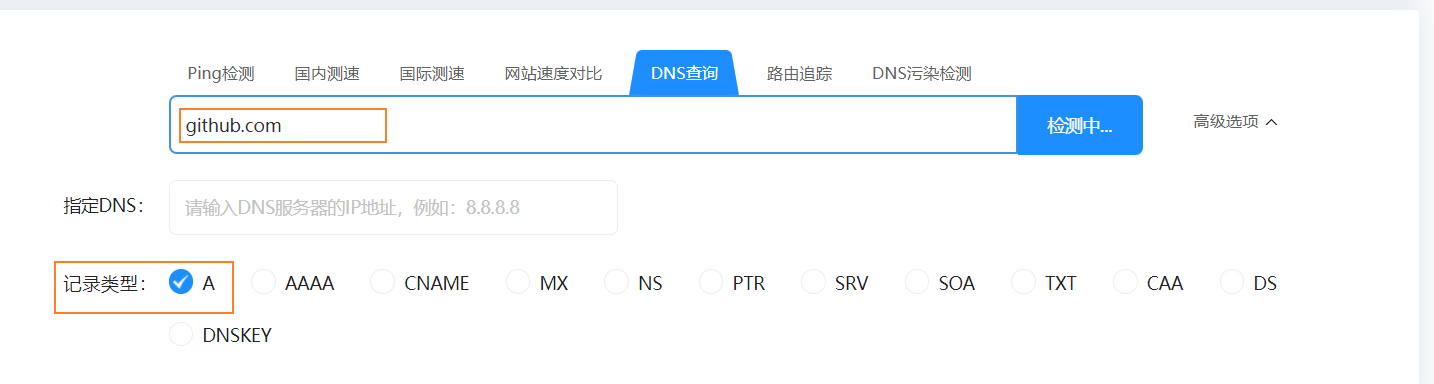 Ping检测 国内测速 国际测速 网站速度对比 DNS查询 路由追踪 DNS污染检测
github.com 检测中... 高级选项
指定DNS： 请输入DNS服务器的IP地址，例如：8.8.8.8
记录类型： A AAAA CNAME MX NS PTR SRV SOA TXT CAA DS
DNSKEY